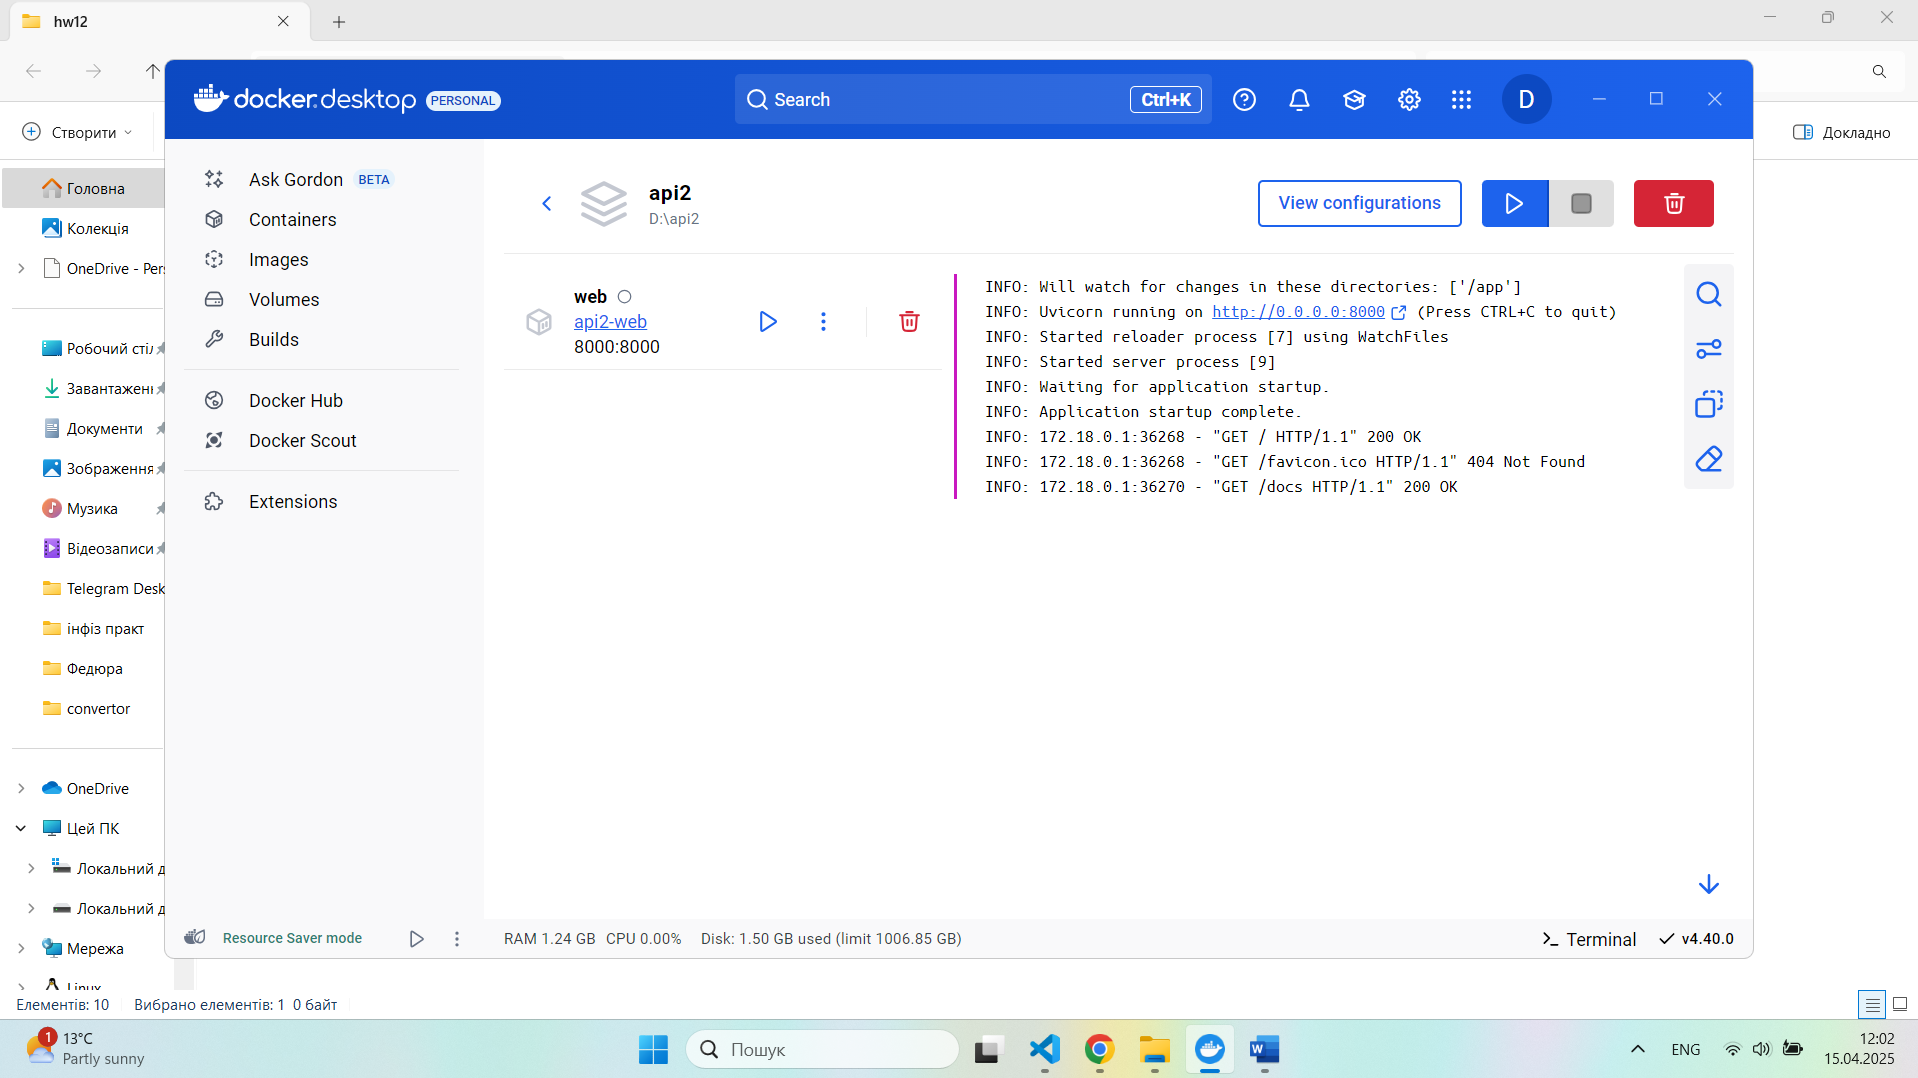 hw12
Створити
Докладно
Головна
Колекція
OneDrive - Pers
Робочий стіл
Завантажен
Документи
Зображення
Музика
Відеозаписи
Telegram Desk
інфіз практ
Федюра
convertor
OneDrive
Цей ПК
Локальний д
Локальний д
Мережа
Linux
Елементів: 10 Вибрано елементів: 1 0 байт
docker.desktop PERSONAL
Search Ctrl+K
D
Ask Gordon BETA
Containers
Images
Volumes
Builds
Docker Hub
Docker Scout
Extensions
api2
D:\api2
View configurations
web
api2-web
8000:8000
INFO: Will watch for changes in these directories: ['/app']
INFO: Uvicorn running on http://0.0.0.0:8000 (Press CTRL+C to quit)
INFO: Started reloader process [7] using WatchFiles
INFO: Started server process [9]
INFO: Waiting for application startup.
INFO: Application startup complete.
INFO: 172.18.0.1:36268 - "GET / HTTP/1.1" 200 OK
INFO: 172.18.0.1:36268 - "GET /favicon.ico HTTP/1.1" 404 Not Found
INFO: 172.18.0.1:36270 - "GET /docs HTTP/1.1" 200 OK
Resource Saver mode
RAM 1.24 GB CPU 0.00% Disk: 1.50 GB used (limit 1006.85 GB)
Terminal v4.40.0
1
13°C
Partly sunny
Пошук
ENG
12:02
15.04.2025